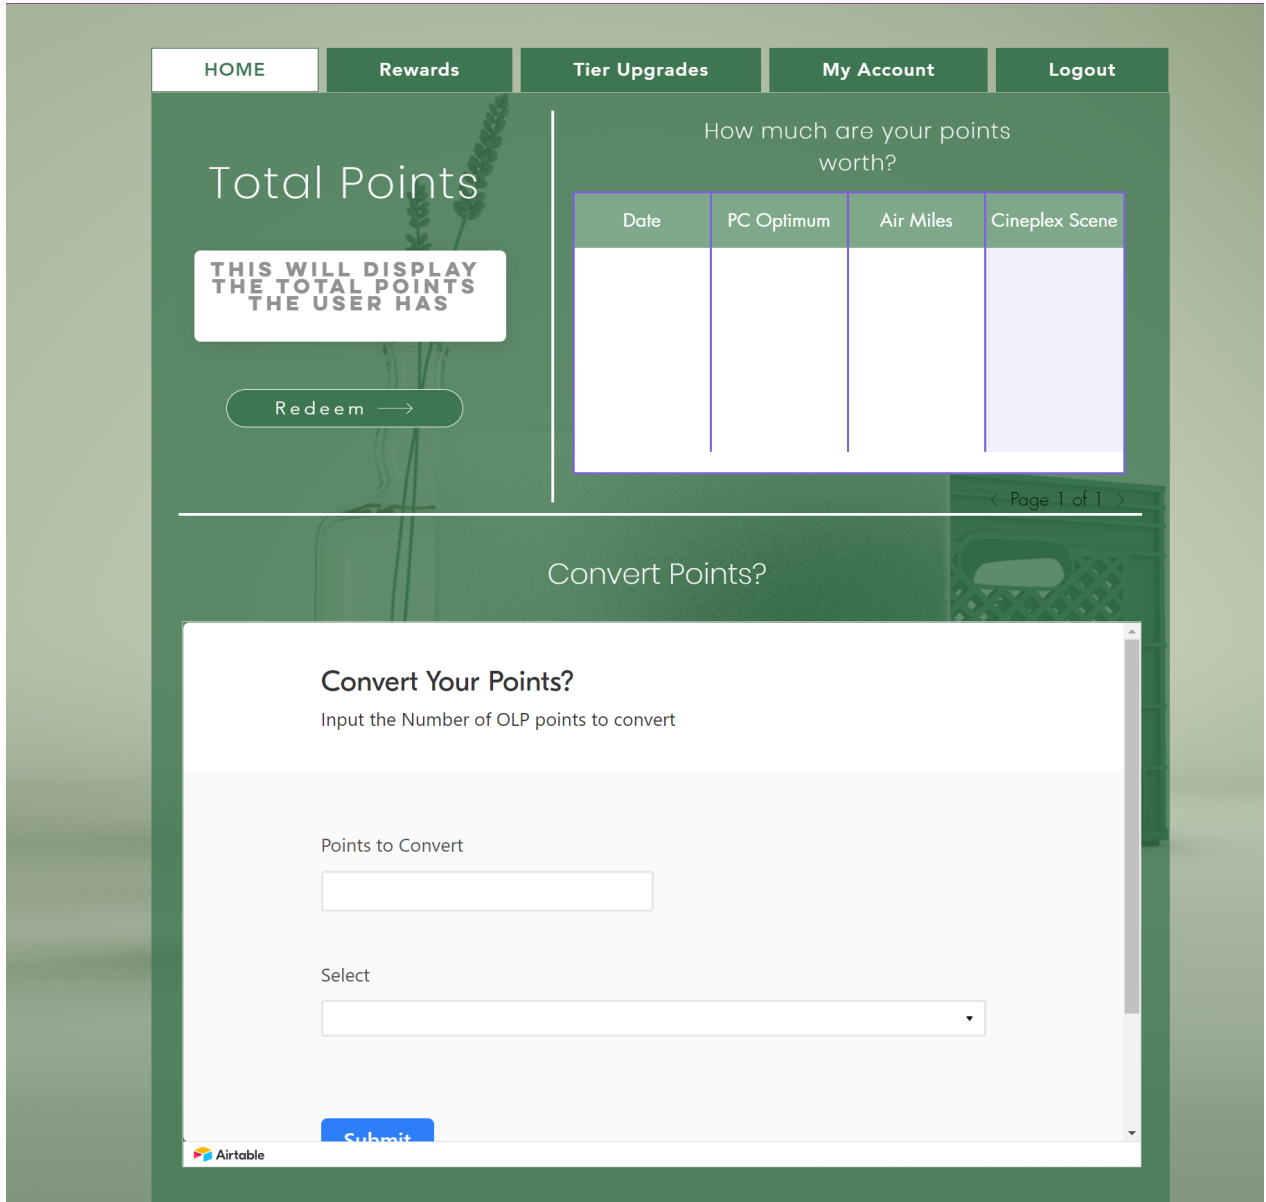 HOME
Rewards
Tier Upgrades
My Account
Logout
Total Points
THIS WILL DISPLAY
THE TOTAL POINTS
THE USER HAS
Redeem
How much are your points
worth?
Date
PC Optimum
Air Miles
Cineplex Scene
Page 1 of 1
Convert Points?
Convert Your Points?
Input the Number of OLP points to convert
Points to Convert
Select
Submit
Airtable